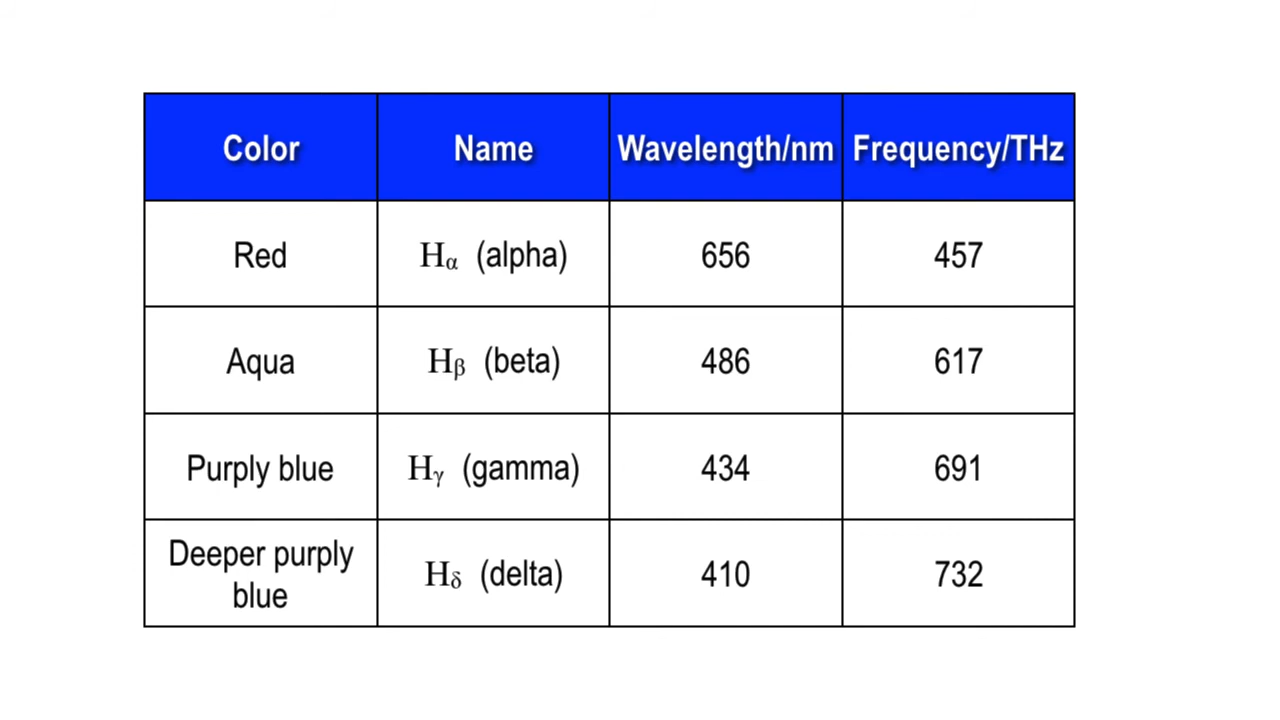 Color Name Wavelength/nm Frequency/THz
Red Hα (alpha) 656 457
Aqua Hβ (beta) 486 617
Purply blue Hγ (gamma) 434 691
Deeper purply
blue Hδ (delta) 410 732